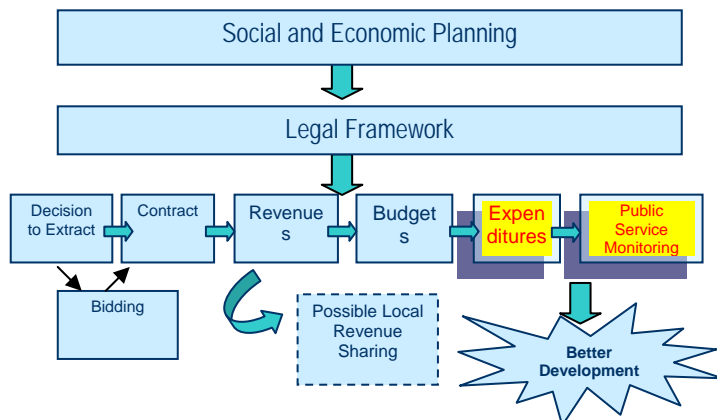 Social and Economic Planning
Legal Framework
Decision
to Extract
Contract
Revenue
s
Budget
s
Expen
ditures
Public
Service
Monitoring
Bidding
Possible Local
Revenue
Sharing
Better
Development